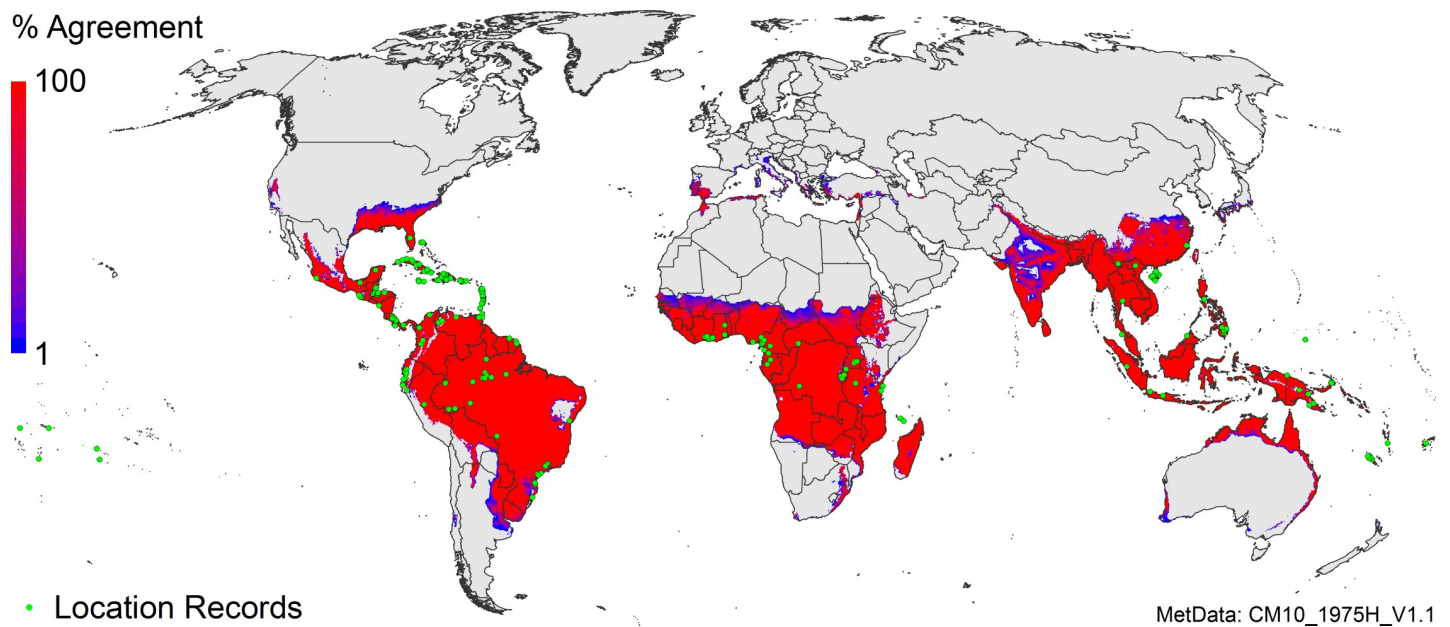 % Agreement
100
1
Location Records
MetData: CM10_1975H_V1.1